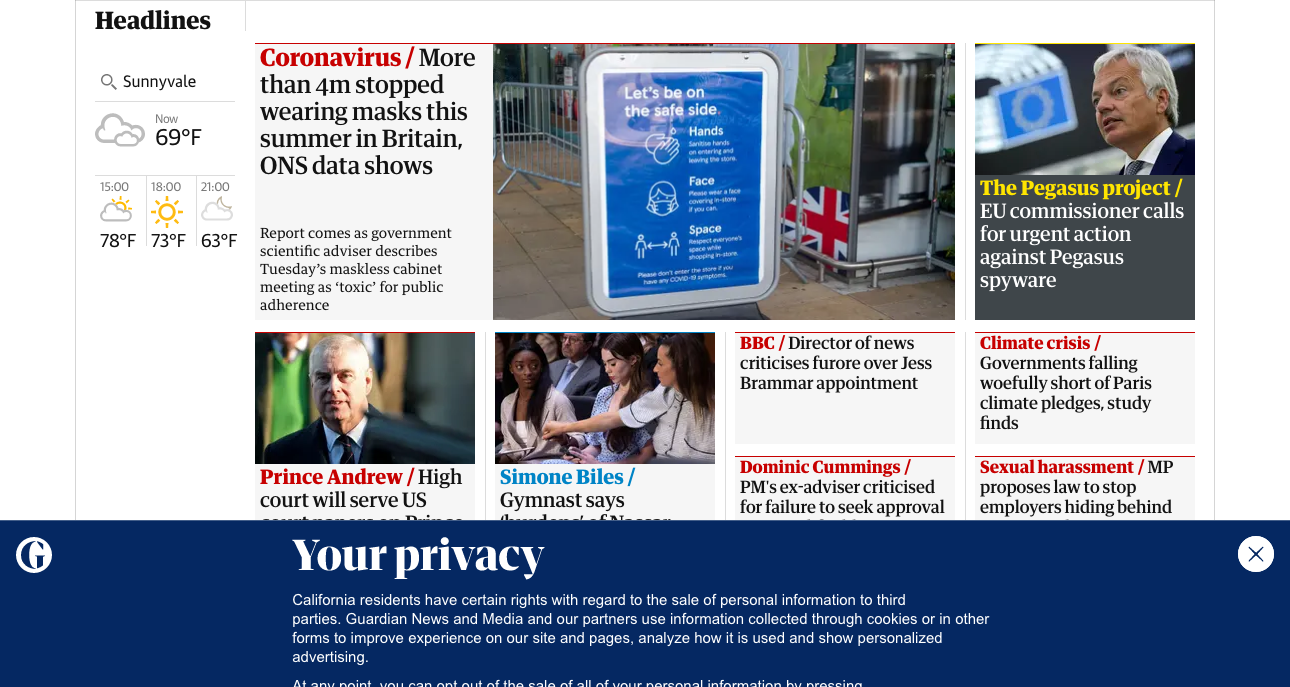 Headlines
Sunnyvale
Now
69°F
15:00
18:00
21:00
78°F
73°F
63°F
Coronavirus / More
than 4m stopped
wearing masks this
summer in Britain,
ONS data shows
Report comes as government
scientific adviser describes
Tuesday's maskless cabinet
meeting as 'toxic' for public
adherence
Let's be on
the safe side.
Hands
Sanitise hands
on entering and
leaving the store.
Face
Please wear a face
covering in-store
if you can.
Space
Respect everyone's
space while
shopping in-store.
Please don't enter the store if you
have any COVID-19 symptoms.
The Pegasus project /
EU commissioner calls
for urgent action
against Pegasus
spyware
Prince Andrew / High
court will serve US
court papers on Prince
Simone Biles /
Gymnast says
'burden' of Nassar
BBC / Director of news
criticises furore over Jess
Brammar appointment
Dominic Cummings /
PM's ex-adviser criticised
for failure to seek approval
Climate crisis /
Governments falling
woefully short of Paris
climate pledges, study
finds
Sexual harassment / MP
proposes law to stop
employers hiding behind
G
Your privacy
California residents have certain rights with regard to the sale of personal information to third
parties. Guardian News and Media and our partners use information collected through cookies or in other
forms to improve experience on our site and pages, analyze how it is used and show personalized
advertising.
At any point, you can opt out of the sale of all of your personal information by pressing